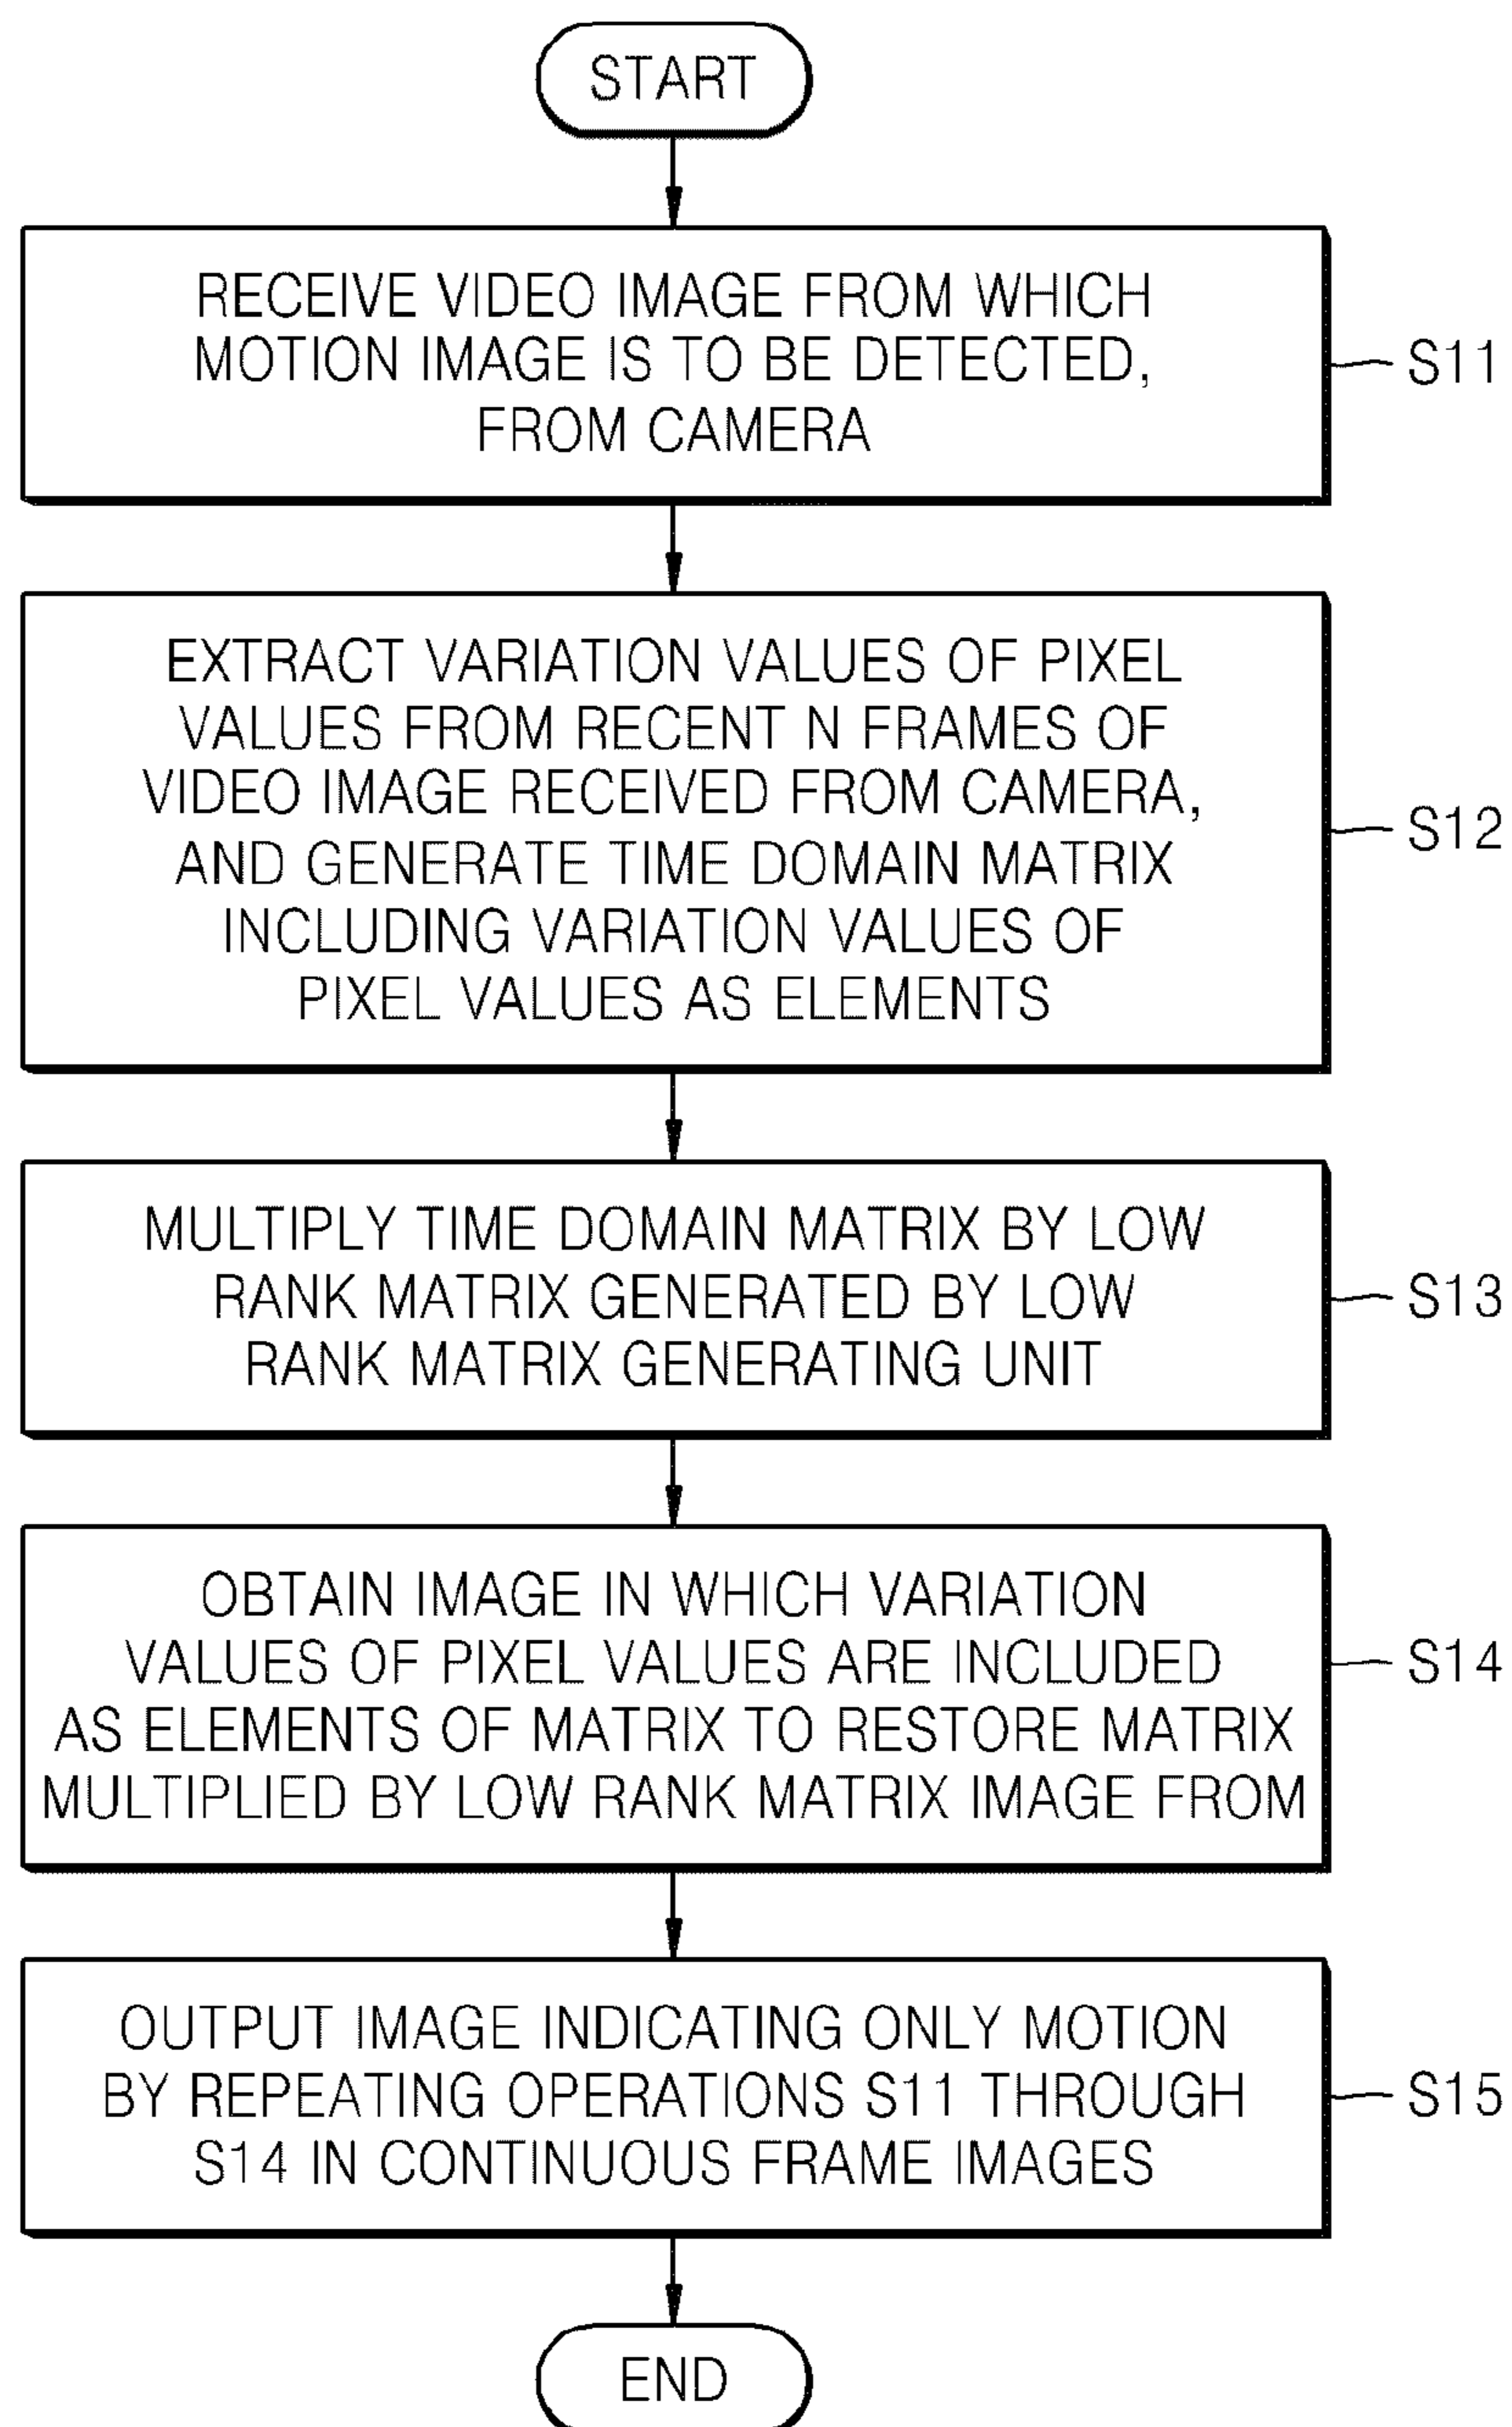 START
RECEIVE VIDEO IMAGE FROM WHICH
MOTION IMAGE IS TO BE DETECTED,
FROM CAMERA
S11
EXTRACT VARIATION VALUES OF PIXEL
VALUES FROM RECENT N FRAMES OF
VIDEO IMAGE RECEIVED FROM CAMERA,
AND GENERATE TIME DOMAIN MATRIX
INCLUDING VARIATION VALUES OF
PIXEL VALUES AS ELEMENTS
S12
MULTIPLY TIME DOMAIN MATRIX BY LOW
RANK MATRIX GENERATED BY LOW
RANK MATRIX GENERATING UNIT
S13
OBTAIN IMAGE IN WHICH VARIATION
VALUES OF PIXEL VALUES ARE INCLUDED
AS ELEMENTS OF MATRIX TO RESTORE MATRIX
MULTIPLIED BY LOW RANK MATRIX IMAGE FROM
S14
OUTPUT IMAGE INDICATING ONLY MOTION
BY REPEATING OPERATIONS S11 THROUGH
S14 IN CONTINUOUS FRAME IMAGES
S15
END